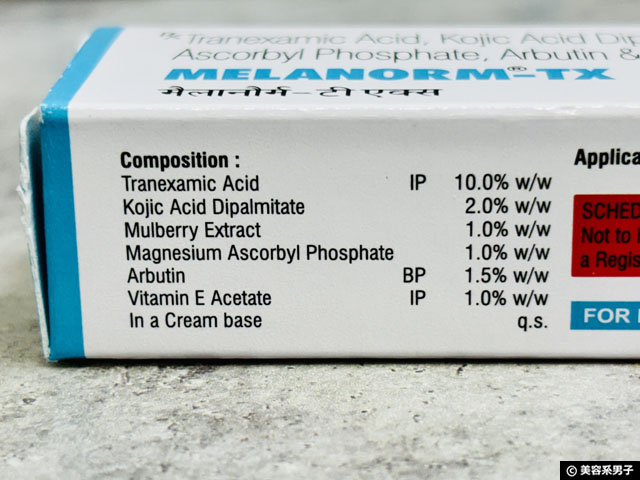 Rx Tranexamic Acid, Kojic Acid
Ascorbyl Phosphate, Arbutin &
MELANORM®-TX
मैलानौर्म-टी एक्स
Composition :
Tranexamic Acid IP 10.0% w/w
Kojic Acid Dipalmitate 2.0% w/w
Mulberry Extract 1.0% w/w
Magnesium Ascorbyl Phosphate 1.0% w/w
Arbutin BP 1.5% w/w
Vitamin E Acetate IP 1.0% w/w
In a Cream base q.s.
Applica
SCHED
Not to
a Regis
FOR
© 美容系男子